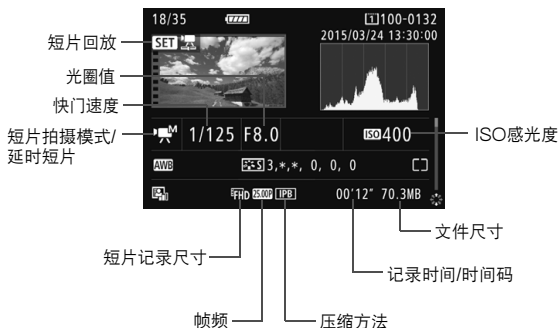 18/35 1 100-0132
短片回放 SET 2015/03/24 13:30:00
光圈值
快门速度
短片拍摄模式/
延时短片
M 1/125 F8.0 ISO 400 ISO感光度
AWB S 3,*,*, 0, 0, 0
FHD 25.00P IPB 00'12" 70.3MB
文件尺寸
短片记录尺寸
记录时间/时间码
帧频 压缩方法